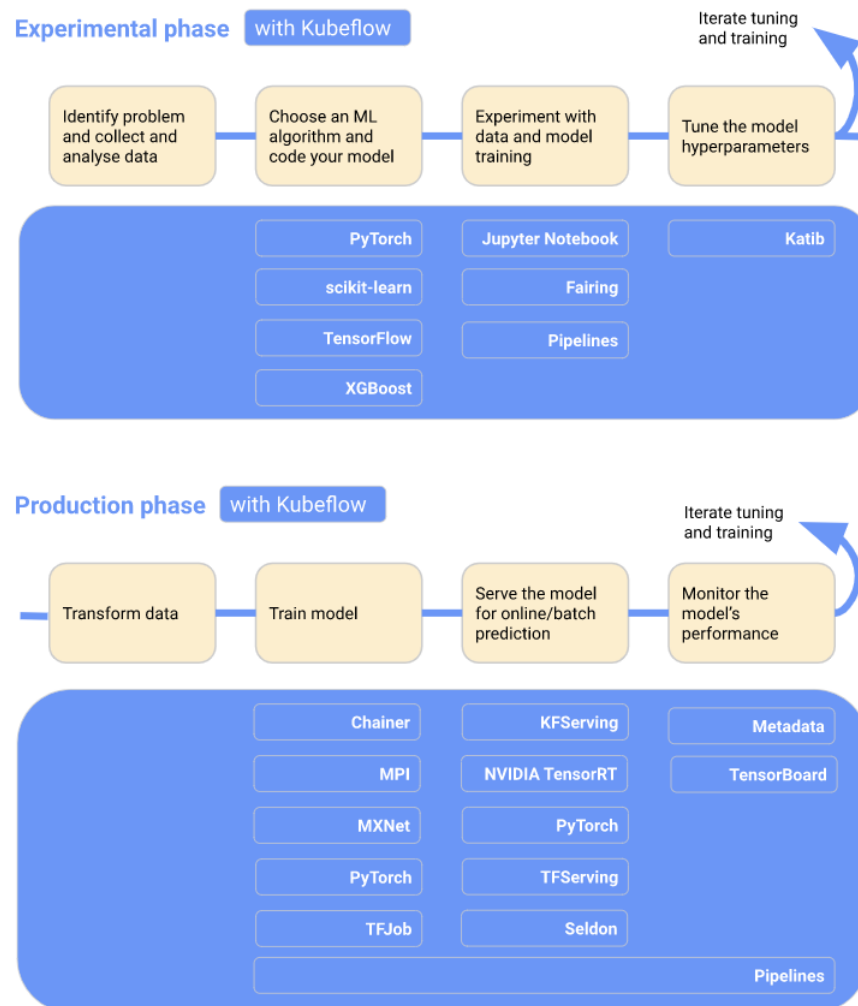 Experimental phase with Kubeflow
Iterate tuning
and training
Identify problem
and collect and
analyse data
Choose an ML
algorithm and
code your model
Experiment with
data and model
training
Tune the model
hyperparameters
PyTorch
scikit-learn
TensorFlow
XGBoost
Jupyter Notebook
Fairing
Pipelines
Katib
Production phase with Kubeflow
Iterate tuning
and training
Transform data
Train model
Serve the model
for online/batch
prediction
Monitor the
model's
performance
Chainer
MPI
MXNet
PyTorch
TFJob
KFServing
NVIDIA TensorRT
PyTorch
TFServing
Seldon
Metadata
TensorBoard
Pipelines